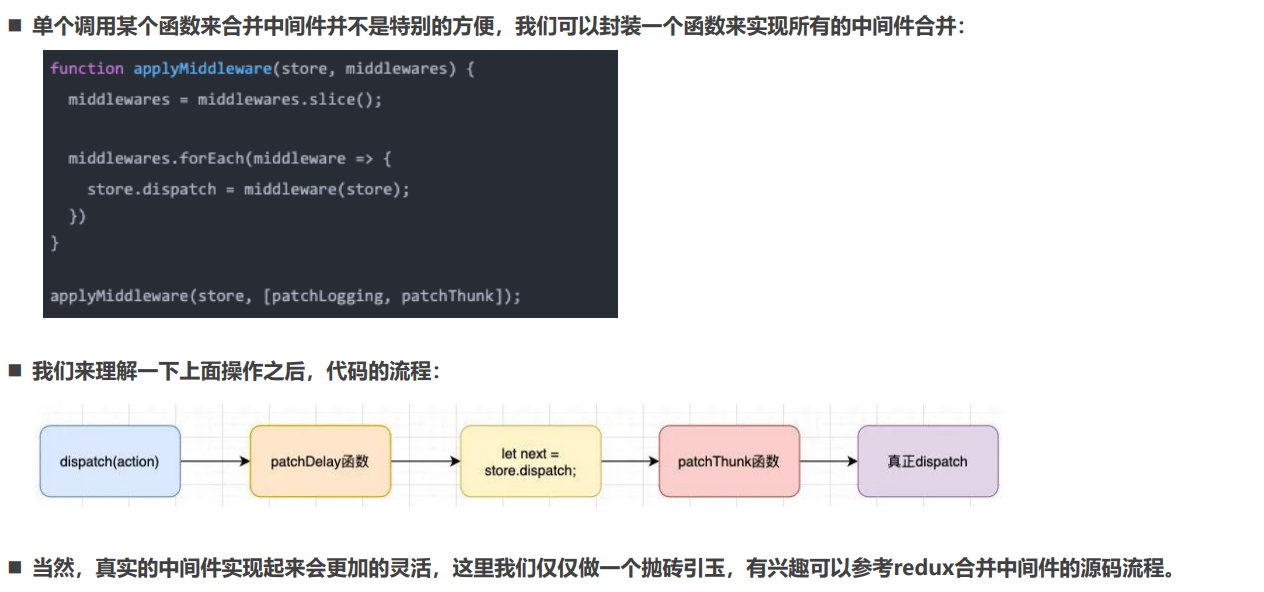 ■ 单个调用某个函数来合并中间件并不是特别的方便，我们可以封装一个函数来实现所有的中间件合并：
function applyMiddleware(store, middlewares) {
middlewares = middlewares.slice();
middlewares.forEach(middleware => {
store.dispatch = middleware(store);
})
}
applyMiddleware(store, [patchLogging, patchThunk]);
■ 我们来理解一下上面操作之后，代码的流程：
dispatch(action)
patchDelay函数
let next =
store.dispatch;
patchThunk函数
真正dispatch
■ 当然，真实的中间件实现起来会更加的灵活，这里我们仅仅做一个抛砖引玉，有兴趣可以参考redux合并中间件的源码流程。